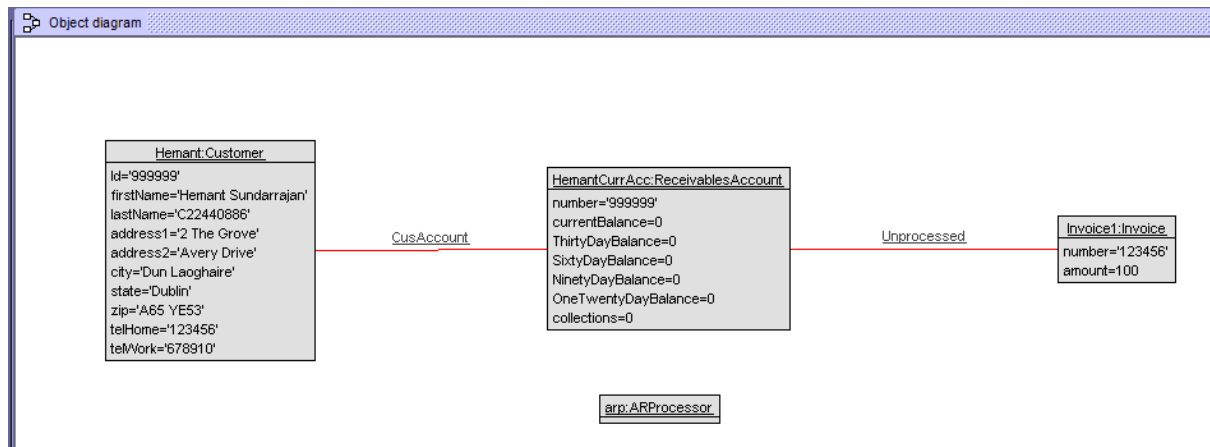 Object diagram
Hemant:Customer
Id='999999'
firstName='Hemant Sundarrajan'
lastName='C22440886'
address1='2 The Grove'
address2='Avery Drive'
city='Dun Laoghaire'
state='Dublin'
zip='A65 YE53'
telHome='123456'
telWork='678910'
CusAccount
HemantCurrAcc:ReceivablesAccount
number='999999'
currentBalance=0
ThirtyDayBalance=0
SixtyDayBalance=0
NinetyDayBalance=0
OneTwentyDayBalance=0
collections=0
Unprocessed
Invoice1:Invoice
number='123456'
amount=100
arp:ARProcessor